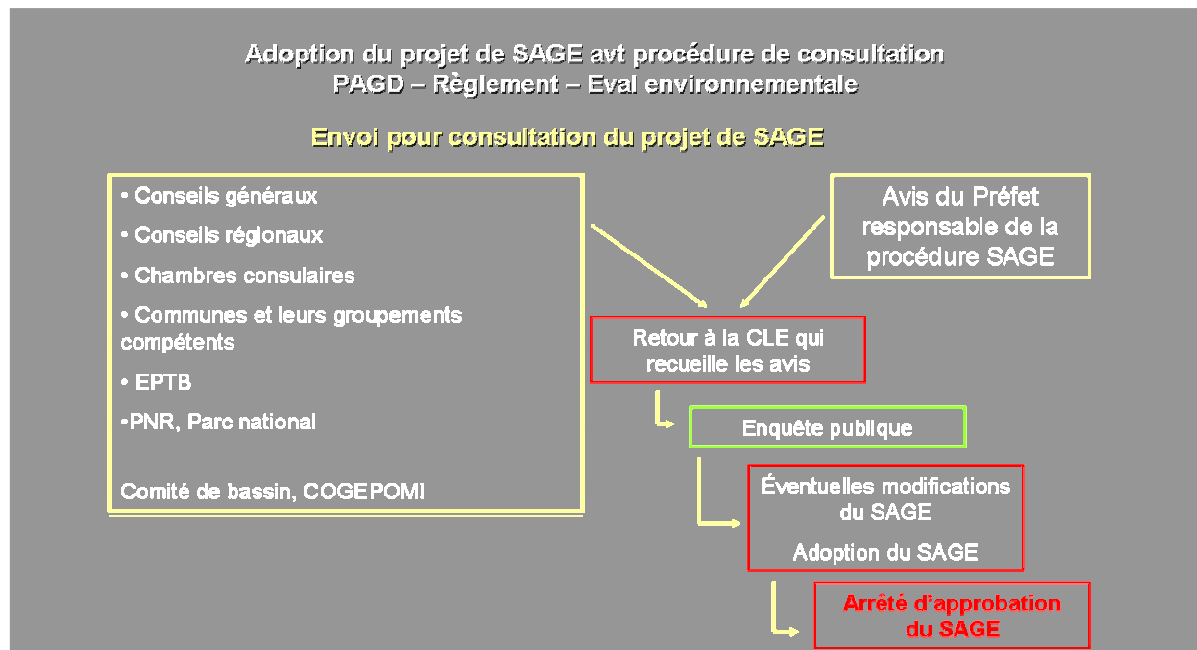 Adoption du projet de SAGE avt procédure de consultation
PAGD – Règlement – Eval environnementale
Envoi pour consultation du projet de SAGE
• Conseils généraux
• Conseils régionaux
• Chambres consulaires
• Communes et leurs groupements
compétents
• EPTB
•PNR, Parc national
Comité de bassin, COGEPOMI
Avis du Préfet
responsable de la
procédure SAGE
Retour à la CLE qui
recueille les avis
Enquête publique
Éventuelles modifications
du SAGE
Adoption du SAGE
Arrêté d'approbation
du SAGE